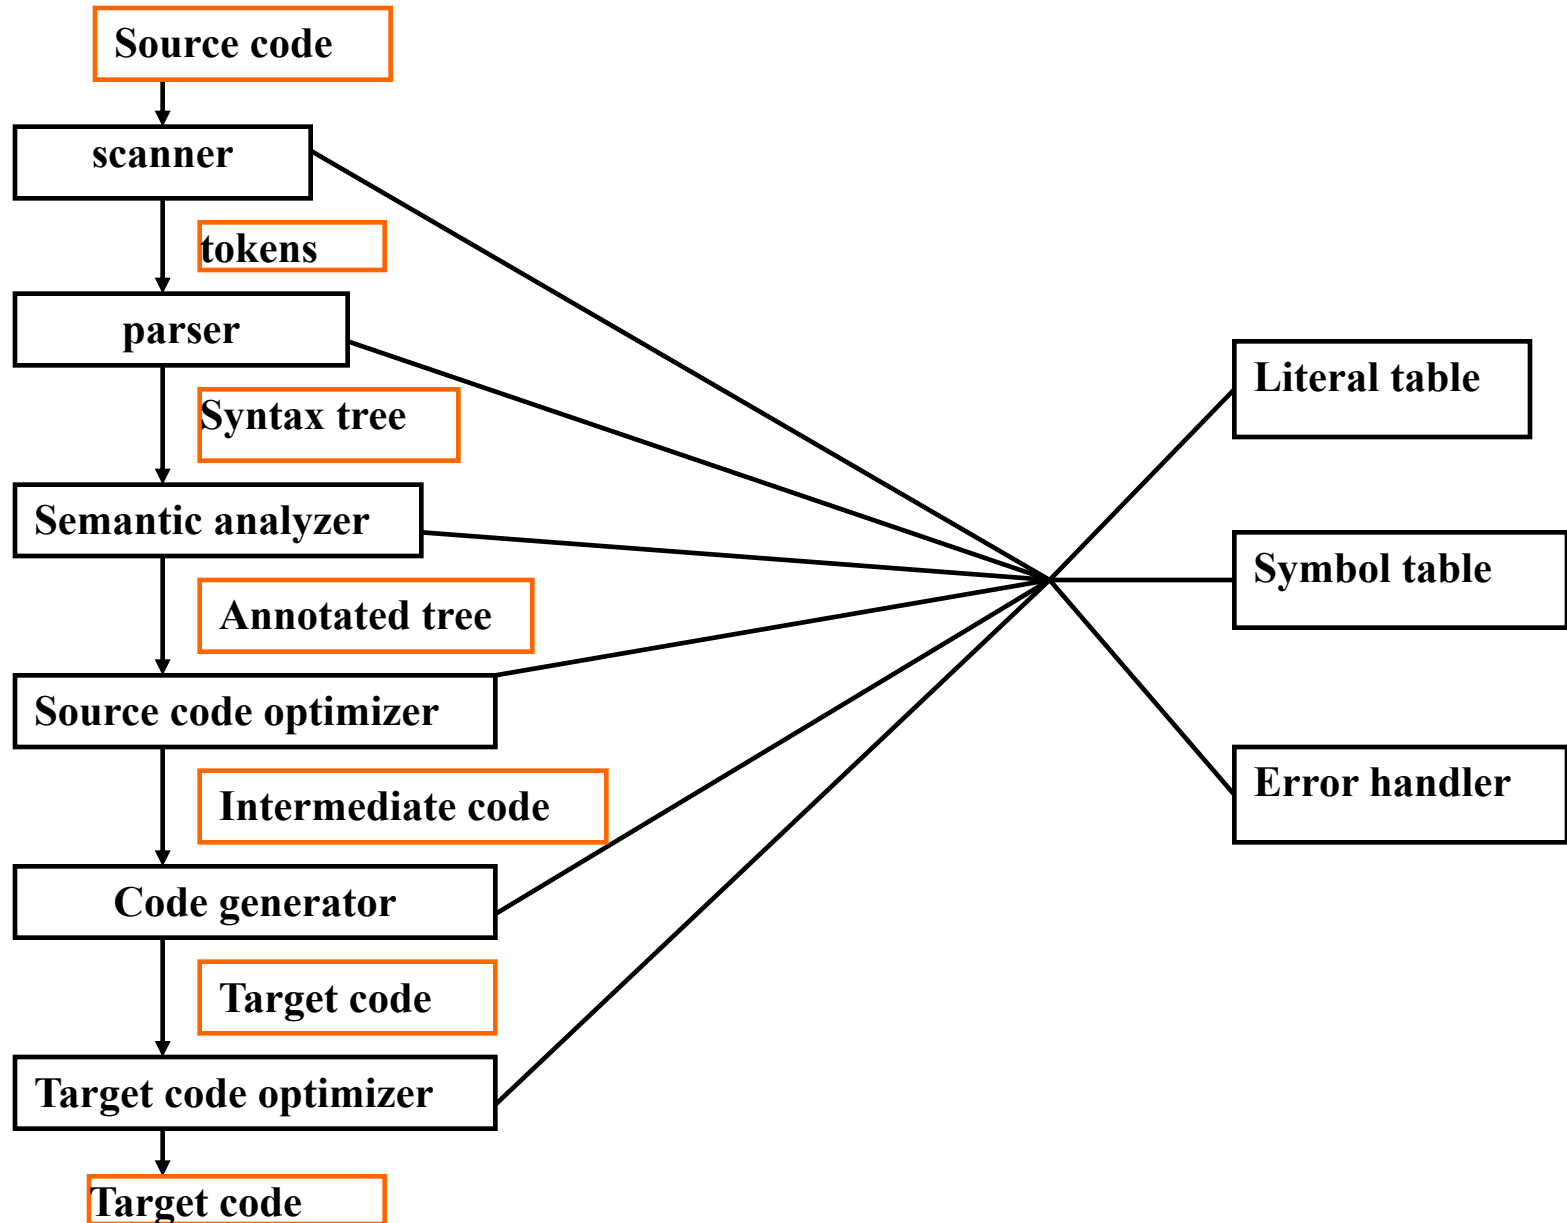 Source code
scanner
tokens
parser
Syntax tree
Semantic analyzer
Annotated tree
Source code optimizer
Intermediate code
Code generator
Target code
Target code optimizer
Target code
Literal table
Symbol table
Error handler